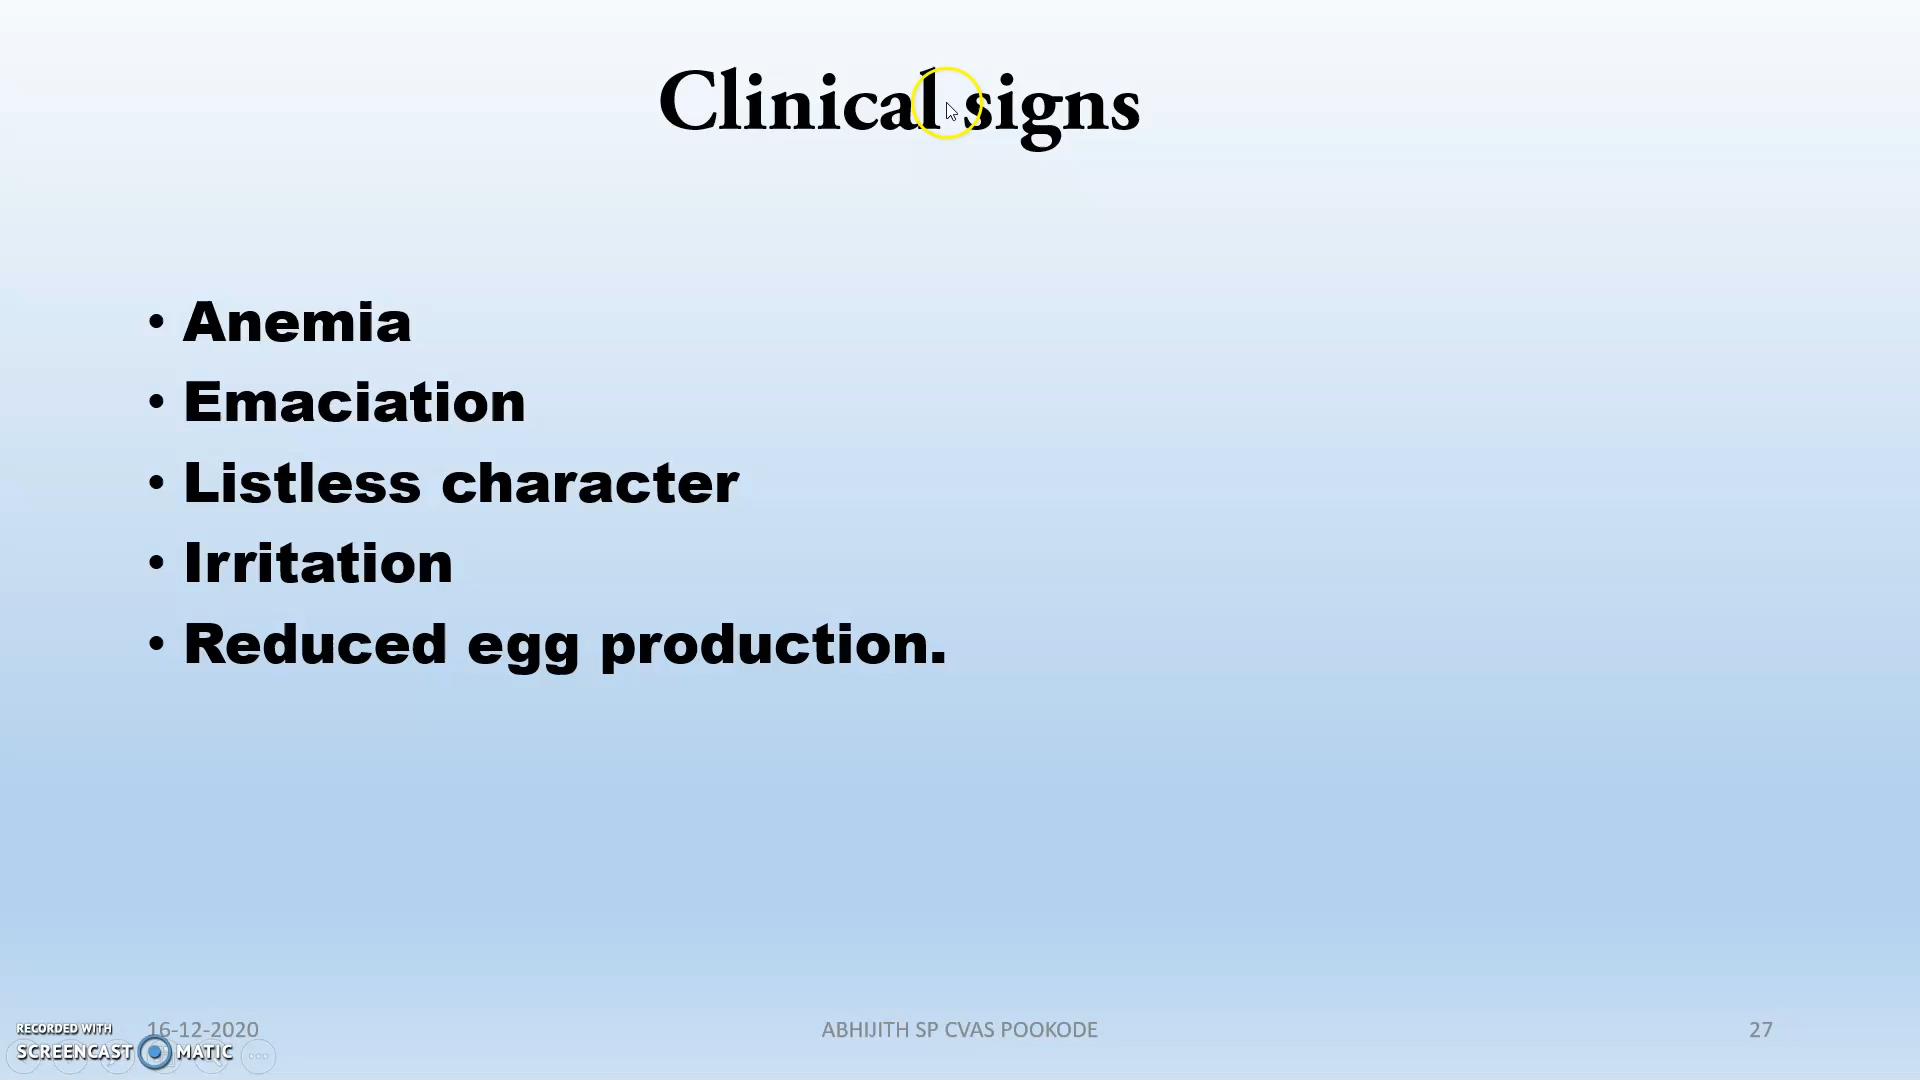 Clinical signs
• Anemia
• Emaciation
• Listless character
• Irritation
• Reduced egg production.
RECORDED WITH
SCREENCAST MATIC
16-12-2020
ABHIJITH SP CVAS POOKODE
27